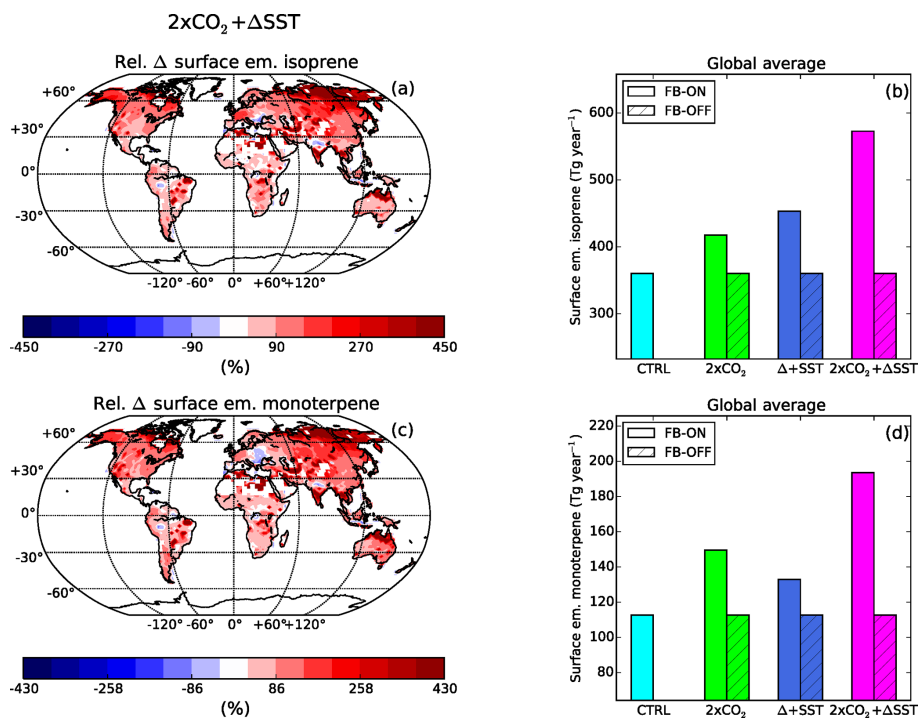 2xCO₂+ΔSST
Rel. Δ surface em. isoprene
(a)
+60°
+30°
0°
-30°
-60°
-120° -60° 0° +60° +120°
-450 -270 -90 90 270 450
(%)
Global average
(b)
FB-ON
FB-OFF
Surface em. isoprene (Tg year⁻¹)
600
500
400
300
CTRL 2xCO₂ Δ+SST 2xCO₂+ΔSST
Rel. Δ surface em. monoterpene
(c)
+60°
+30°
0°
-30°
-60°
-120° -60° 0° +60° +120°
-430 -258 -86 86 258 430
(%)
Global average
(d)
FB-ON
FB-OFF
Surface em. monoterpene (Tg year⁻¹)
220
200
180
160
140
120
100
80
CTRL 2xCO₂ Δ+SST 2xCO₂+ΔSST